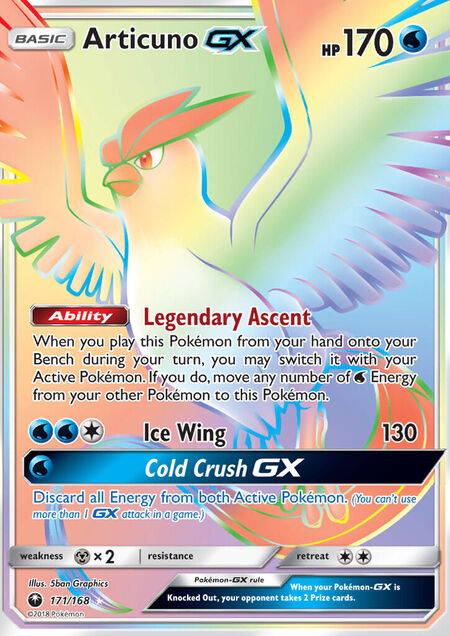 BASIC Articuno GX HP 170
Ability Legendary Ascent
When you play this Pokémon from your hand onto your
Bench during your turn, you may switch it with your
Active Pokémon. If you do, move any number of Energy
from your other Pokémon to this Pokémon.
Ice Wing 130
Cold Crush GX
Discard all Energy from both Active Pokémon. (You can't use
more than 1 GX attack in a game.)
weakness ×2 resistance retreat
Illus. 5ban Graphics
Pokémon-GX rule
When your Pokémon-GX is
Knocked Out, your opponent takes 2 Prize cards.
171/168
©2018 Pokémon